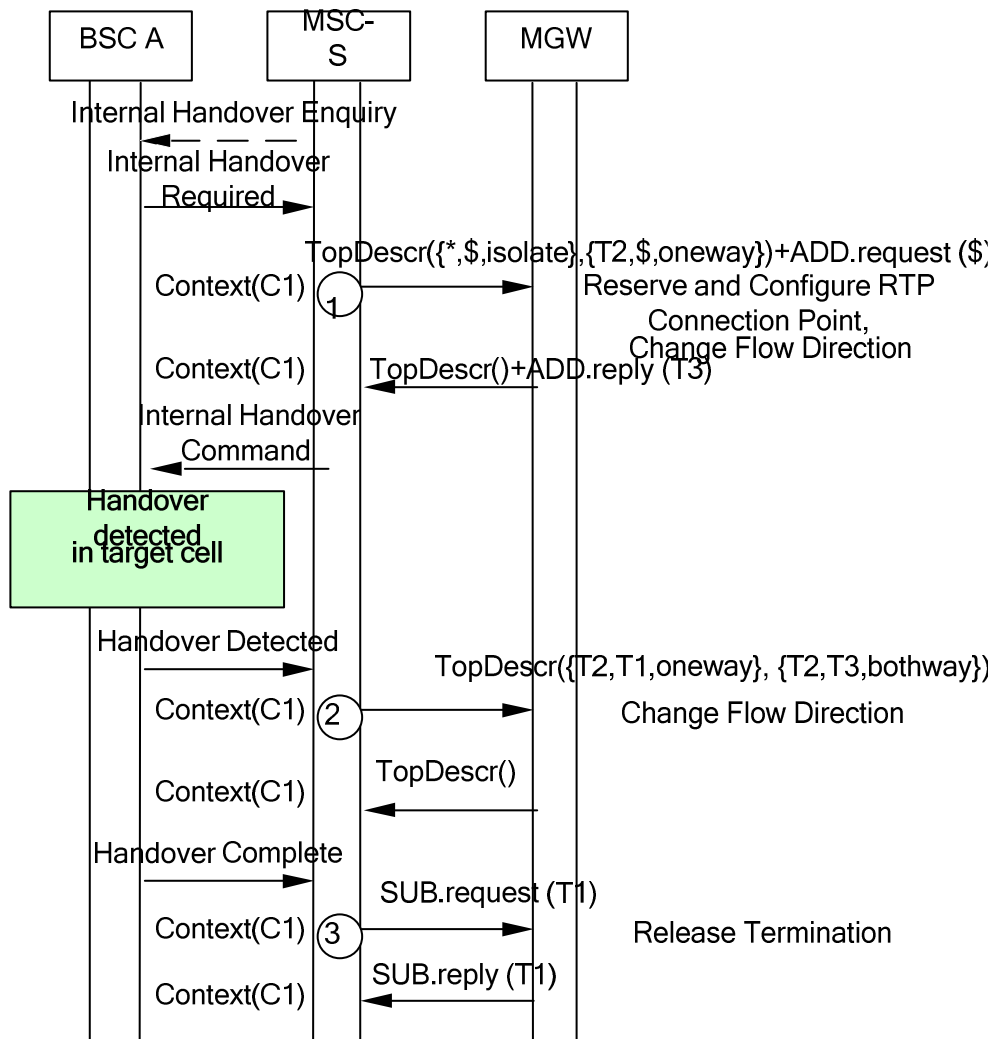 BSC A
MSC-
S
MGW
Internal Handover Enquiry
Internal Handover
Required
TopDescr({*,$,isolate},{T2,$,oneway})+ADD.request ($)
Context(C1)
1
Reserve and Configure RTP
Connection Point,
Change Flow Direction
Context(C1)
TopDescr()+ADD.reply (T3)
Internal Handover
Command
Handover
detected
in target cell
Handover Detected
TopDescr({T2,T1,oneway}, {T2,T3,bothway})
Context(C1)
2
Change Flow Direction
TopDescr()
Context(C1)
Handover Complete
SUB.request (T1)
Context(C1)
3
Release Termination
SUB.reply (T1)
Context(C1)